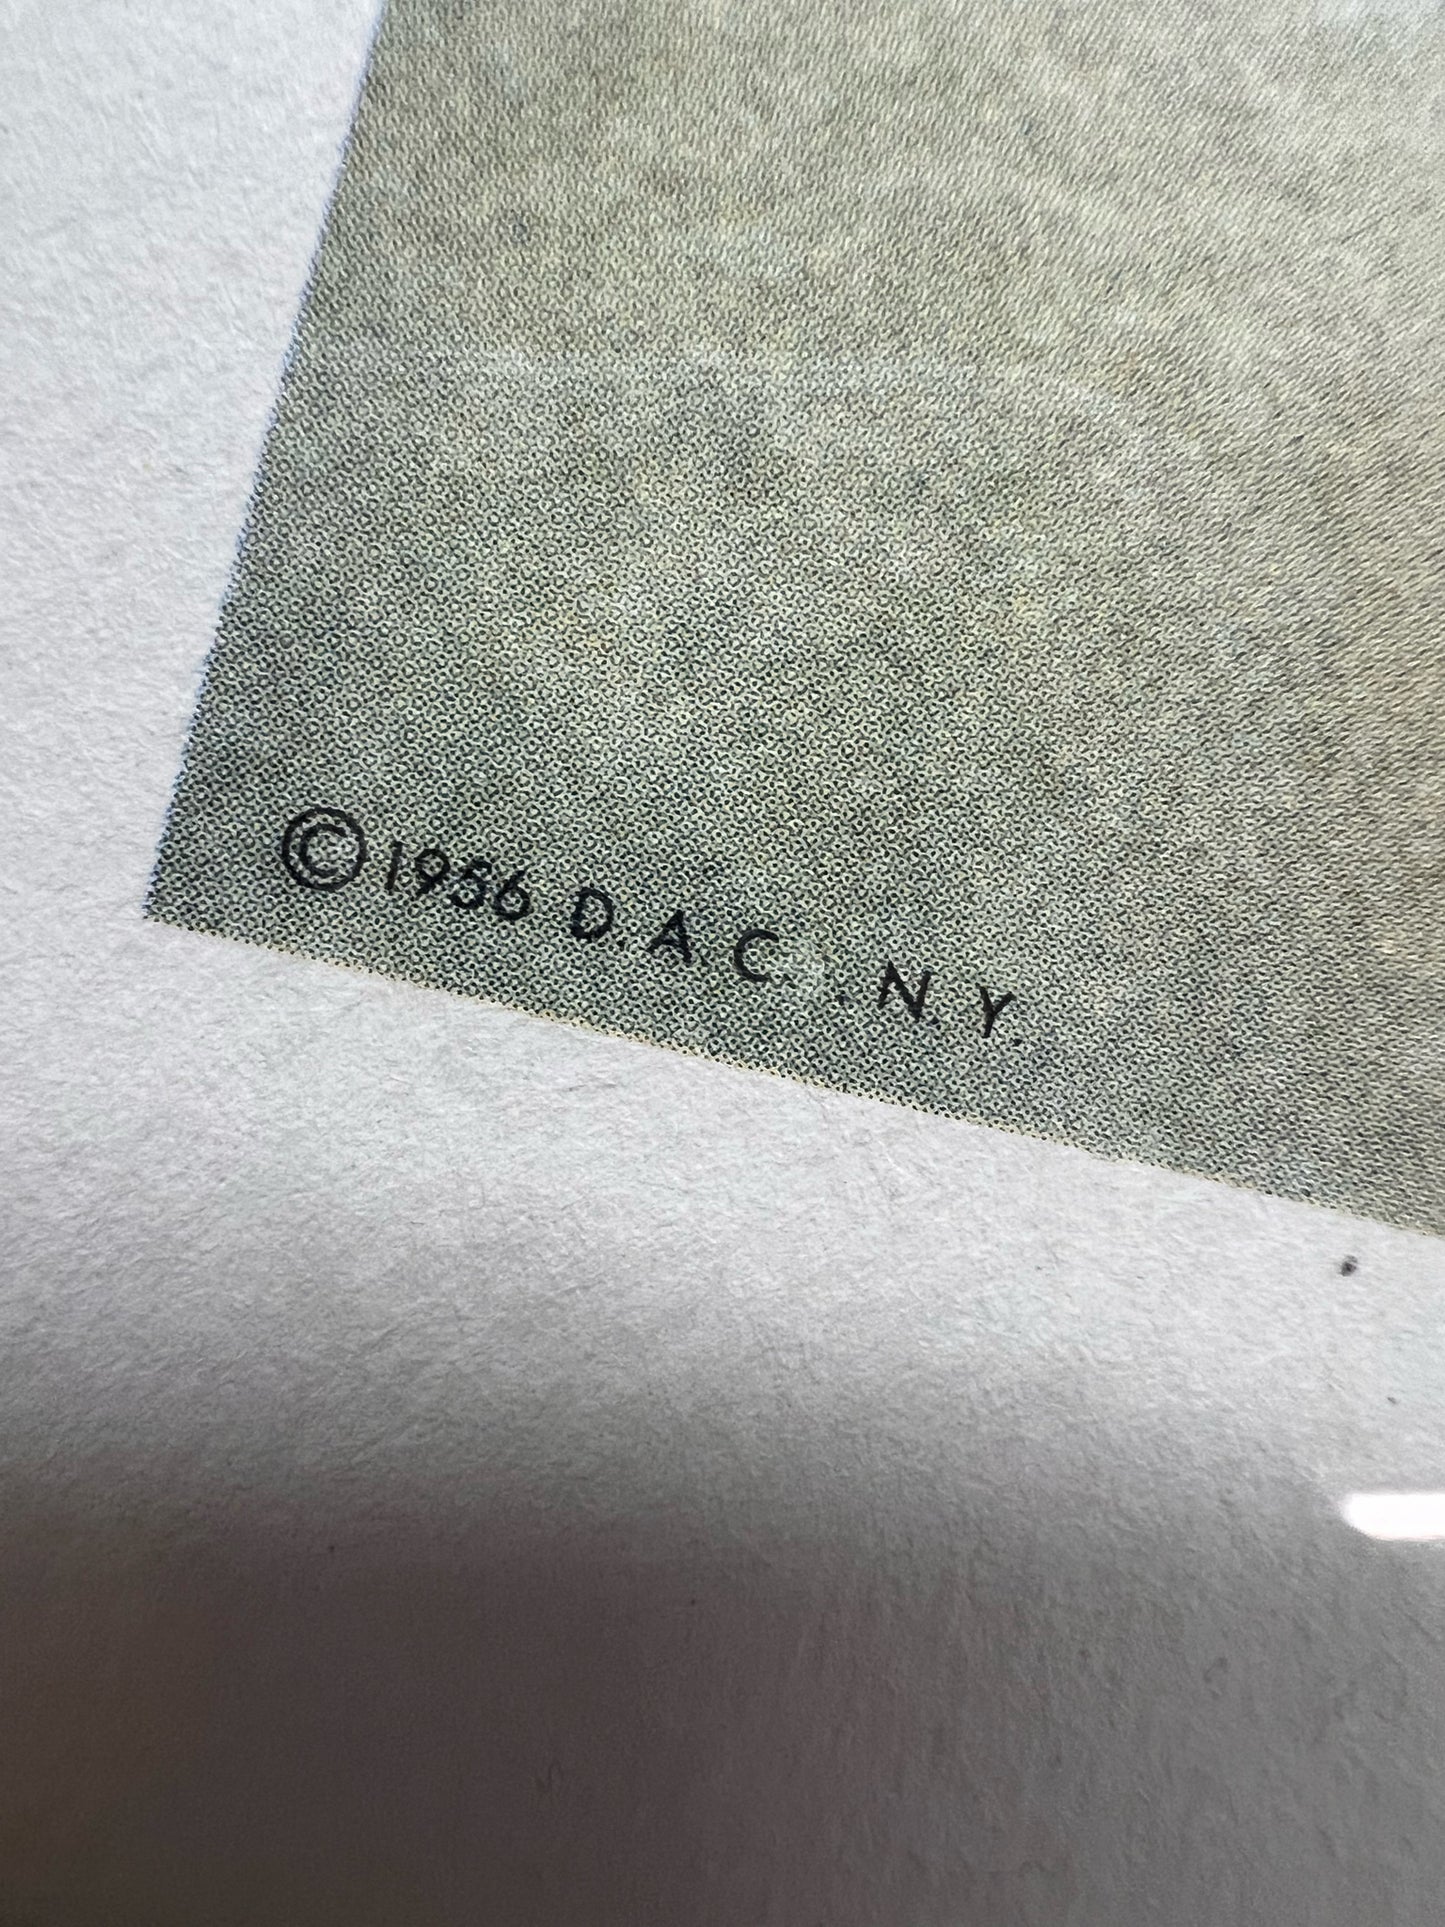 © 1956 D. A. C. . N. Y.